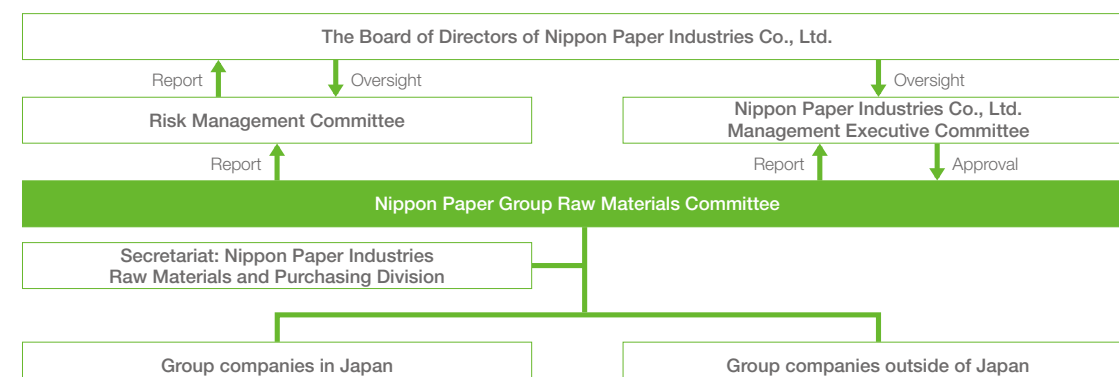 The Board of Directors of Nippon Paper Industries Co., Ltd.
Report
Oversight
Oversight
Risk Management Committee
Nippon Paper Industries Co., Ltd.
Management Executive Committee
Report
Report
Approval
Nippon Paper Group Raw Materials Committee
Secretariat: Nippon Paper Industries
Raw Materials and Purchasing Division
Group companies in Japan
Group companies outside of Japan